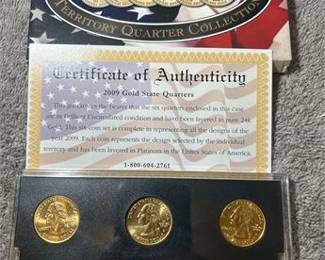 TERRITORY QUARTER COLLECTION
Certificate of Authenticity
2009 Gold State Quarters
This guarantees the bearer that the six quarters enclosed in this case
are in Brilliant Uncirculated condition and have been layered in pure 24k
Gold. This six coin set is complete in representing all the designs of the
year 2009. Each coin represents the design selected by the individual
territory and has been layered in Platinum in the United States of America.
1-800-604-2761